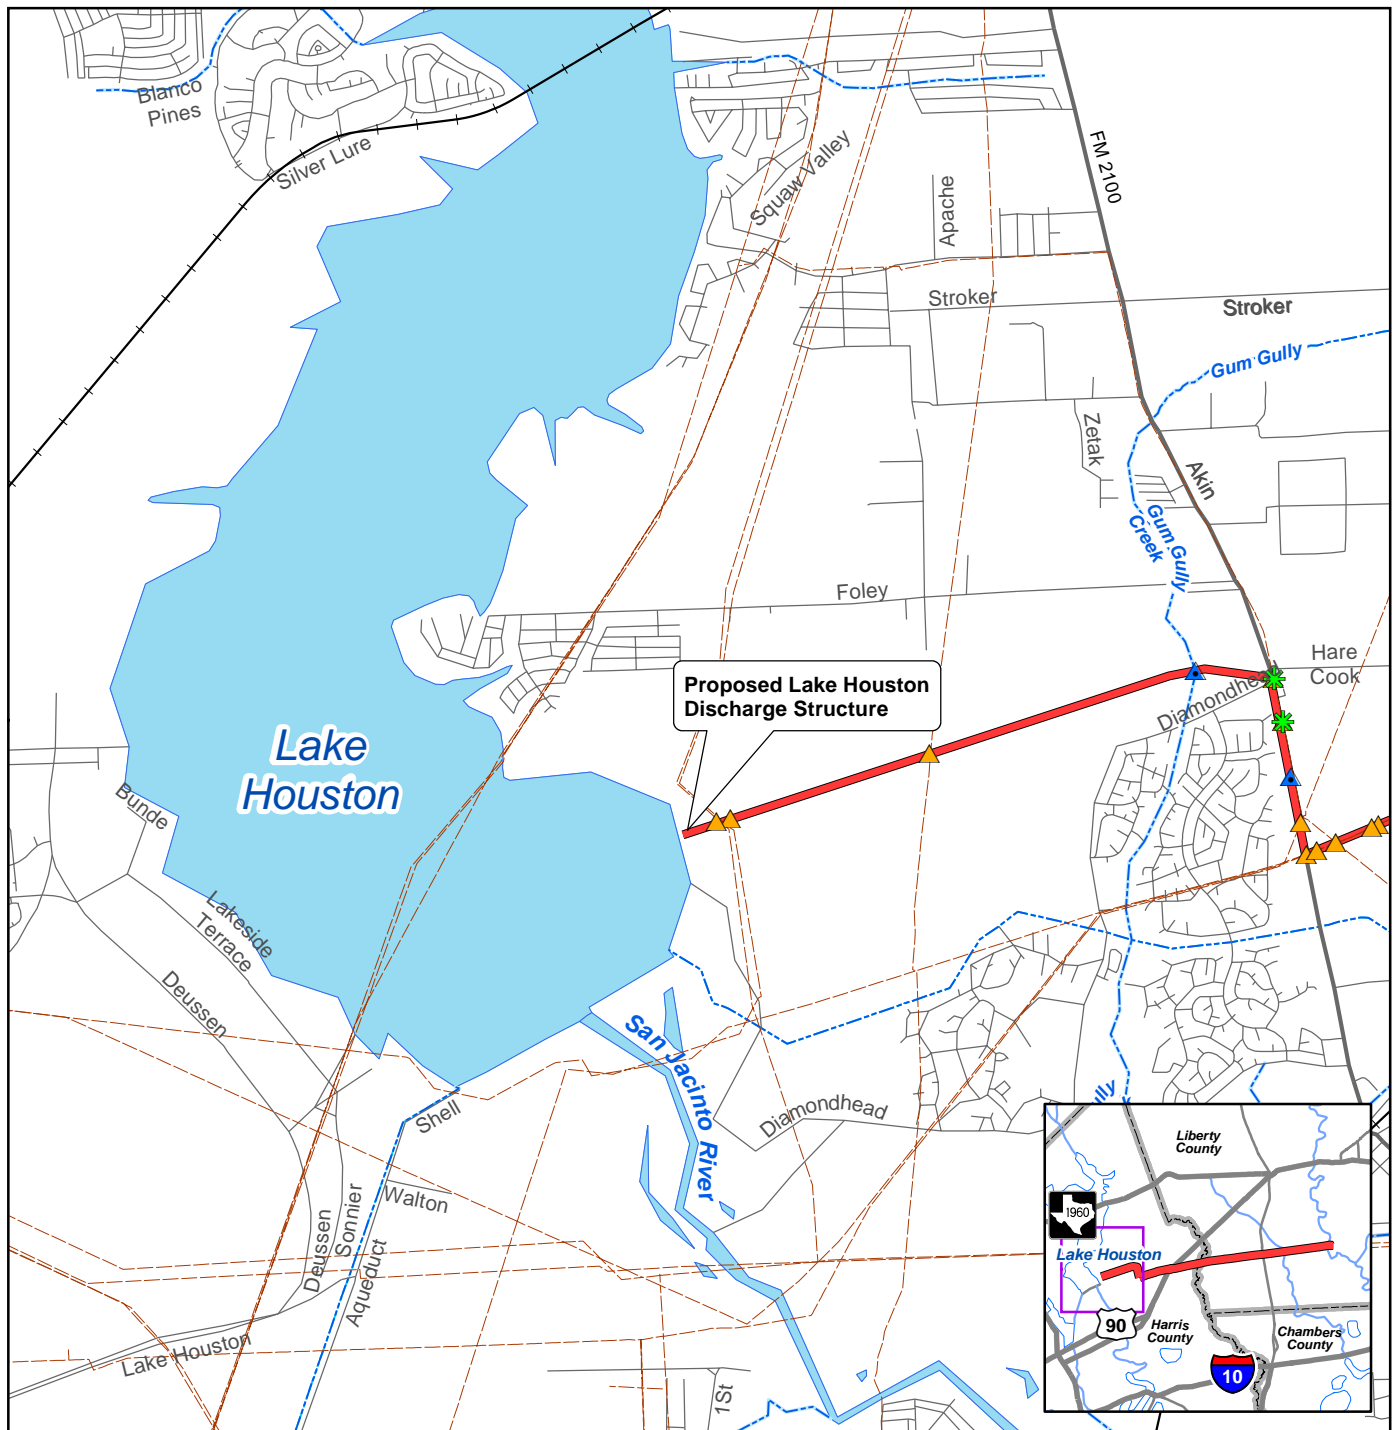 Blanco
Pines
Silver Lure
Squaw Valley
Apache
FM 2100
Stroker
Stroker
Gum Gully
Zetak
Akin
Gum Gully
Creek
Foley
Hare
Cook
Diamondhead
Proposed Lake Houston
Discharge Structure
Lake
Houston
Bunde
Lakeside
Terrace
Deussen
San Jacinto River
Shell
Diamondhead
Walton
Deussen
Sonnier
Aqueduct
Lake Houston
1St
ully
Liberty
County
1960
Lake Houston
90
Harris
County
Chambers
County
10